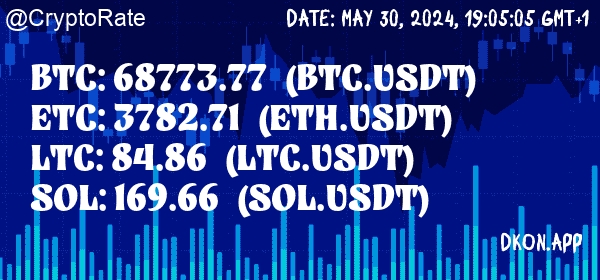 @CryptoRate
DATE: MAY 30, 2024, 19:05:05 GMT+1
BTC: 68773.77 (BTC.USDT)
ETC: 3782.71 (ETH.USDT)
LTC: 84.86 (LTC.USDT)
SOL: 169.66 (SOL.USDT)
DKON.APP